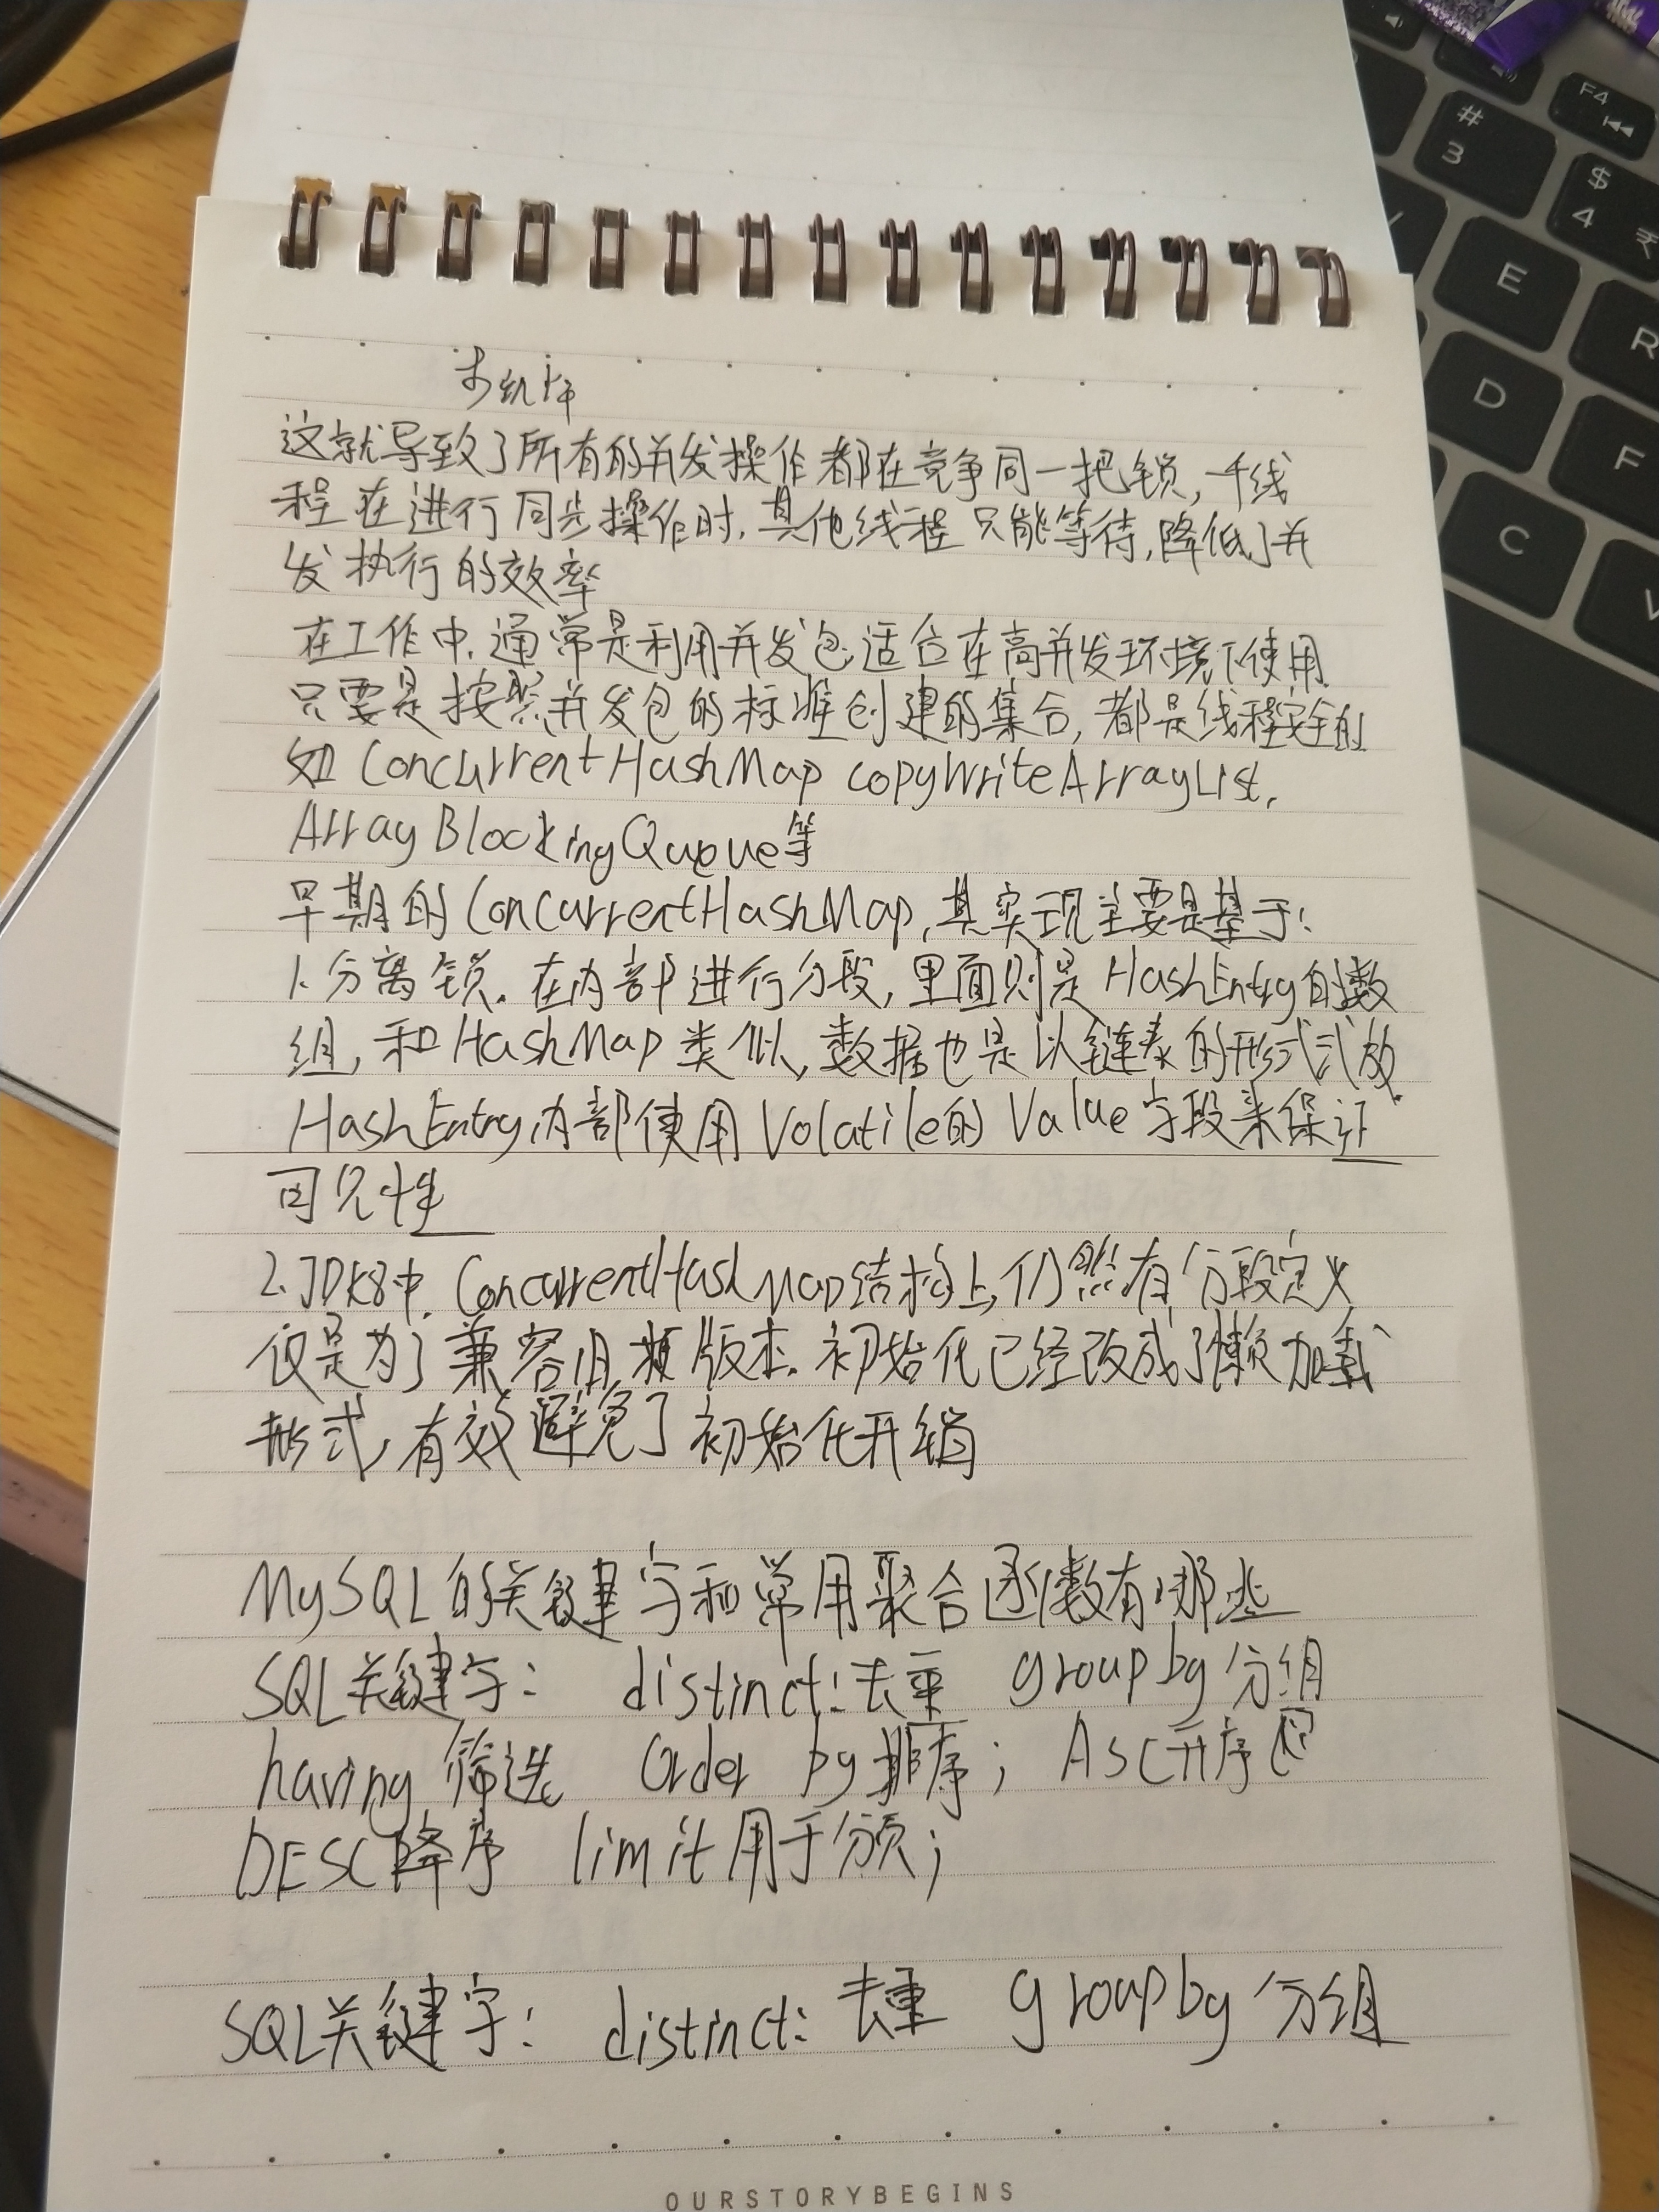 这就导致了所有的并发操作都在竞争同一把锁,一个线
程在进行同步操作时,其他线程只能等待,降低了并
发执行的效率
在工作中,通常是利用并发包适合在高并发环境下使用
只要是按照并发包的标准创建的集合,都是线程安全的
如 ConcurrentHashMap copyWriteArrayList,
ArrayBlockingQueue等
早期的ConcurrentHashMap,其实现主要是基于:
1.分离锁.在内部进行分段,里面则是HashEntry的数
组,和HashMap类似,数据也是以链表的形式式放
HashEntry内部使用Volatile的Value字段来保证
可见性
2.JDK8中,ConcurrentHashMap结构上,仍然有分段定义
仅是为了兼容旧版本.初始化已经改成了懒加载
形式,有效避免了初始化开销
MySQL的关键字和常用聚合函数有哪些
SQL关键字: distinct:去重 group by 分组
having 筛选 Order by排序; ASC升序
DESC降序 limit用于分页;
SQL关键字: distinct: 去重 group by 分组
OURSTORYBEGINS
# 3
$ 4
₹
F4
E
R
D
F
C
V